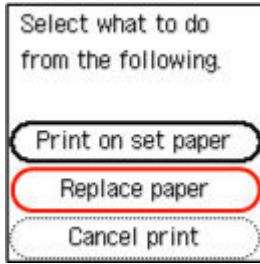 Select what to do
from the following.
Print on set paper
Replace paper
Cancel print